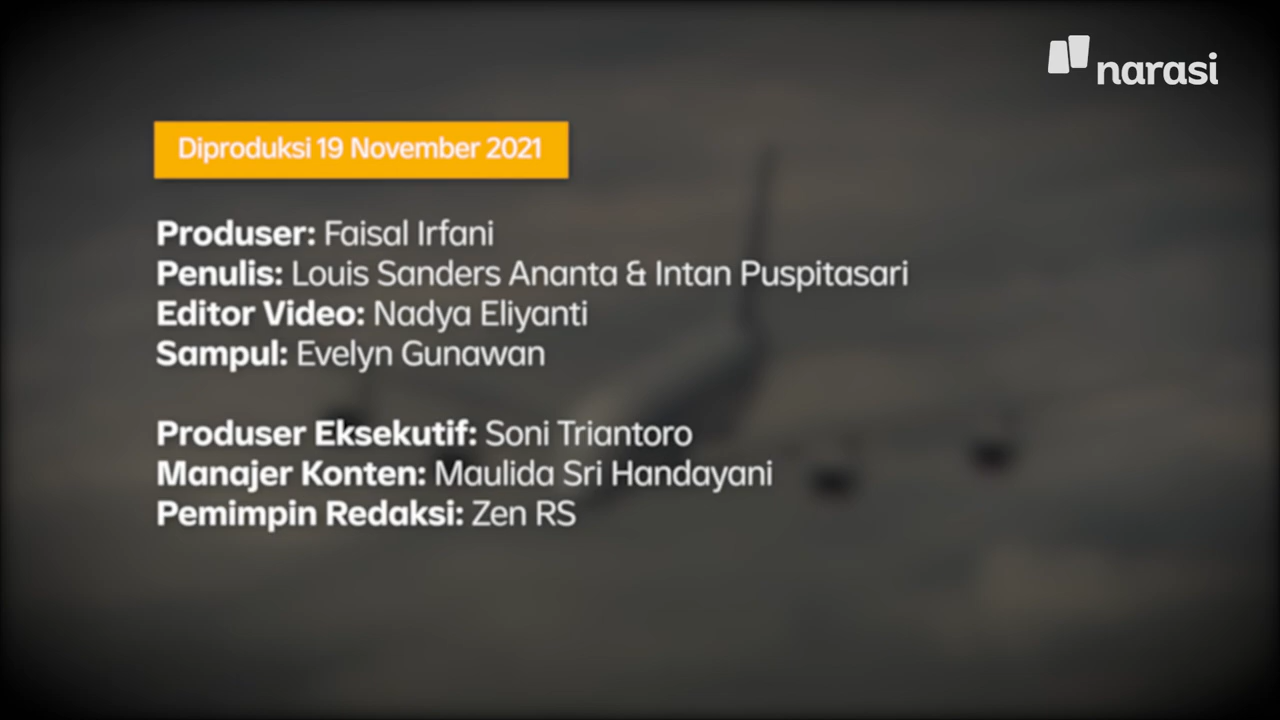 narasi
Diproduksi 19 November 2021
Produser: Faisal Irfani
Penulis: Louis Sanders Ananta & Intan Puspitasari
Editor Video: Nadya Eliyanti
Sampul: Evelyn Gunawan
Produser Eksekutif: Soni Triantoro
Manajer Konten: Maulida Sri Handayani
Pemimpin Redaksi: Zen RS